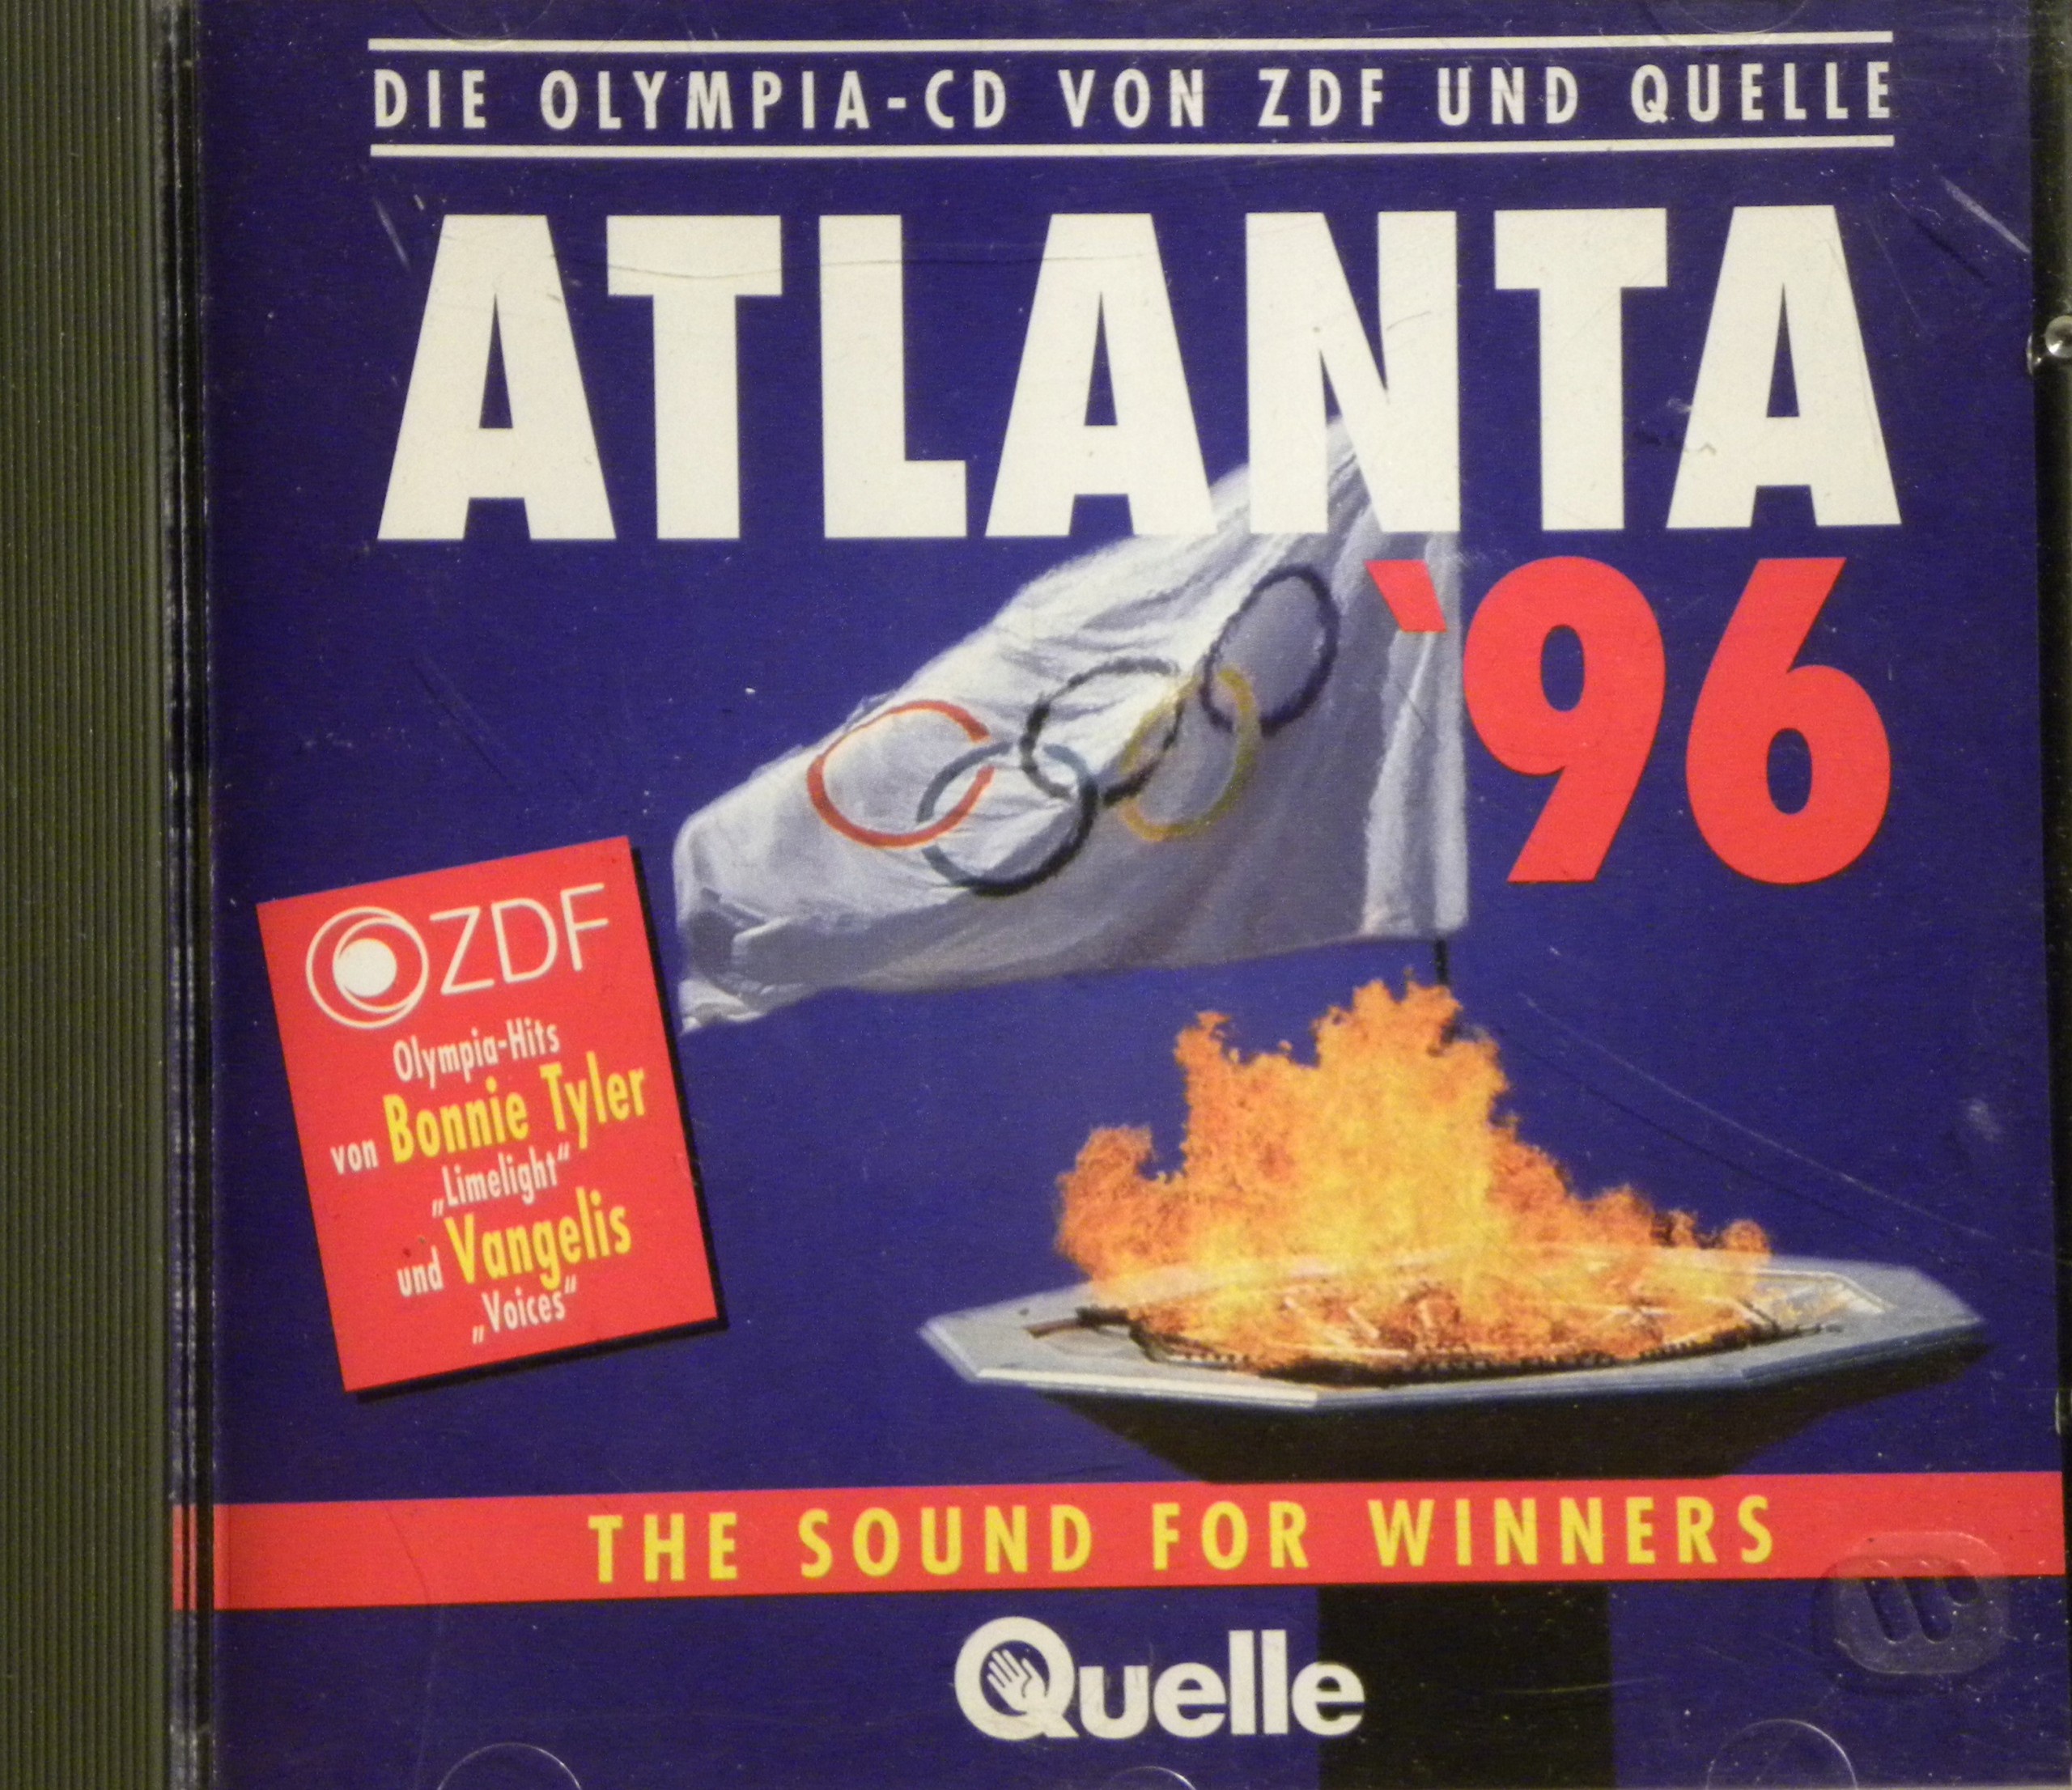 DIE OLYMPIA-CD VON ZDF UND QUELLE
ATLANTA
`96
ZDF
Olympia-Hits
von Bonnie Tyler
„Limelight“
und Vangelis
„Voices“
THE SOUND FOR WINNERS
Quelle